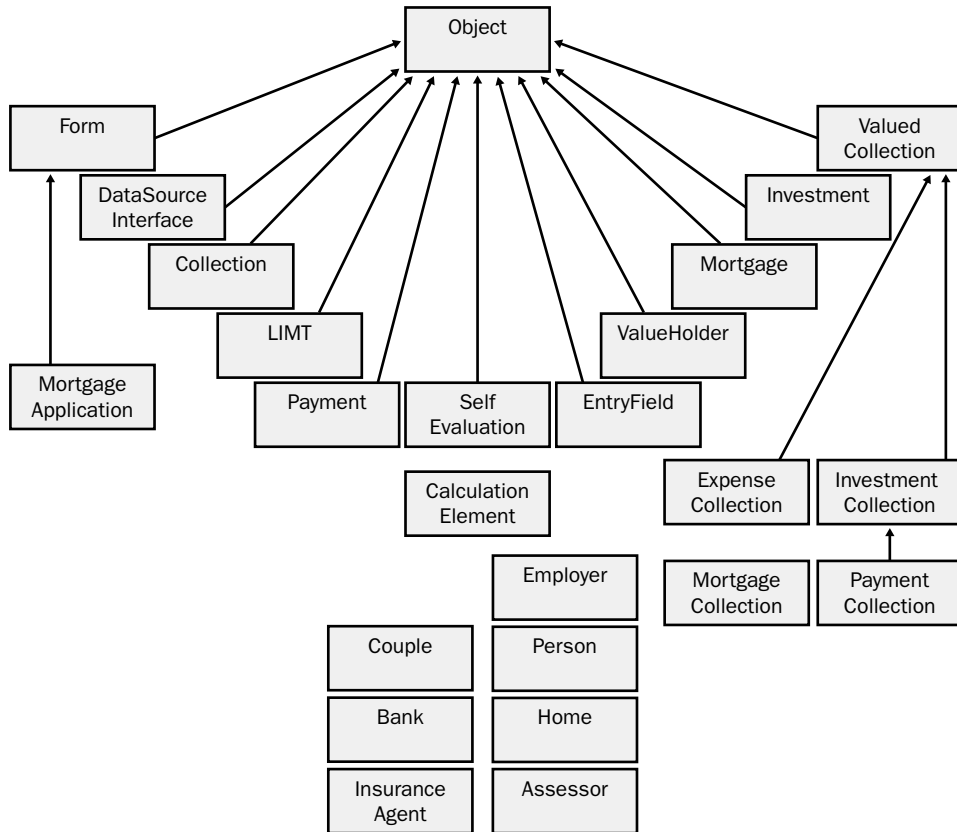 Object
Form
Valued
Collection
DataSource
Interface
Investment
Collection
Mortgage
LIMT
ValueHolder
Mortgage
Application
Payment
Self
Evaluation
EntryField
Expense
Collection
Investment
Collection
Calculation
Element
Employer
Mortgage
Collection
Payment
Collection
Couple
Person
Bank
Home
Insurance
Agent
Assessor